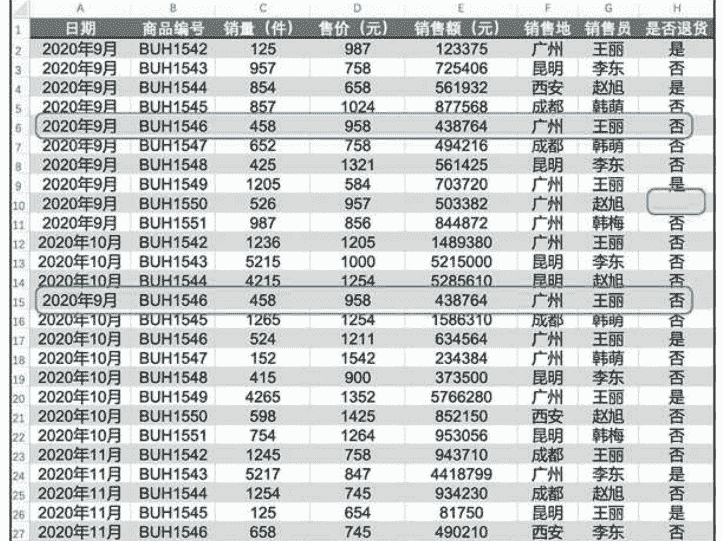 A B C D E F G H
1 日期 商品编号 销量（件） 售价（元） 销售额（元） 销售地 销售员 是否退货
2 2020年9月 BUH1542 125 987 123375 广州 王丽 是
3 2020年9月 BUH1543 957 758 725406 昆明 李东 否
4 2020年9月 BUH1544 854 658 561932 西安 赵旭 是
5 2020年9月 BUH1545 857 1024 877568 成都 韩萌 否
6 2020年9月 BUH1546 458 958 438764 广州 王丽 否
7 2020年9月 BUH1547 652 758 494216 成都 韩萌 否
8 2020年9月 BUH1548 425 1321 561425 昆明 李东 否
9 2020年9月 BUH1549 1205 584 703720 广州 王丽 是
10 2020年9月 BUH1550 526 957 503382 广州 赵旭
11 2020年9月 BUH1551 987 856 844872 广州 韩梅 否
12 2020年10月 BUH1542 1236 1205 1489380 广州 王丽 否
13 2020年10月 BUH1543 5215 1000 5215000 昆明 李东 否
14 2020年10月 BUH1544 4215 1254 5285610 昆明 赵旭 否
15 2020年9月 BUH1546 458 958 438764 广州 王丽 否
16 2020年10月 BUH1545 1265 1254 1586310 成都 韩萌 否
17 2020年10月 BUH1546 524 1211 634564 广州 王丽 是
18 2020年10月 BUH1547 152 1542 234384 广州 韩萌 否
19 2020年10月 BUH1548 415 900 373500 昆明 李东 否
20 2020年10月 BUH1549 4265 1352 5766280 广州 王丽 是
21 2020年10月 BUH1550 598 1425 852150 西安 赵旭 否
22 2020年10月 BUH1551 754 1264 953056 昆明 韩梅 否
23 2020年11月 BUH1542 1245 758 943710 成都 王丽 否
24 2020年11月 BUH1543 5217 847 4418799 广州 李东 是
25 2020年11月 BUH1544 1254 745 934230 成都 赵旭 否
26 2020年11月 BUH1545 125 654 81750 昆明 王丽 是
27 2020年11月 BUH1546 658 745 490210 西安 李东 否